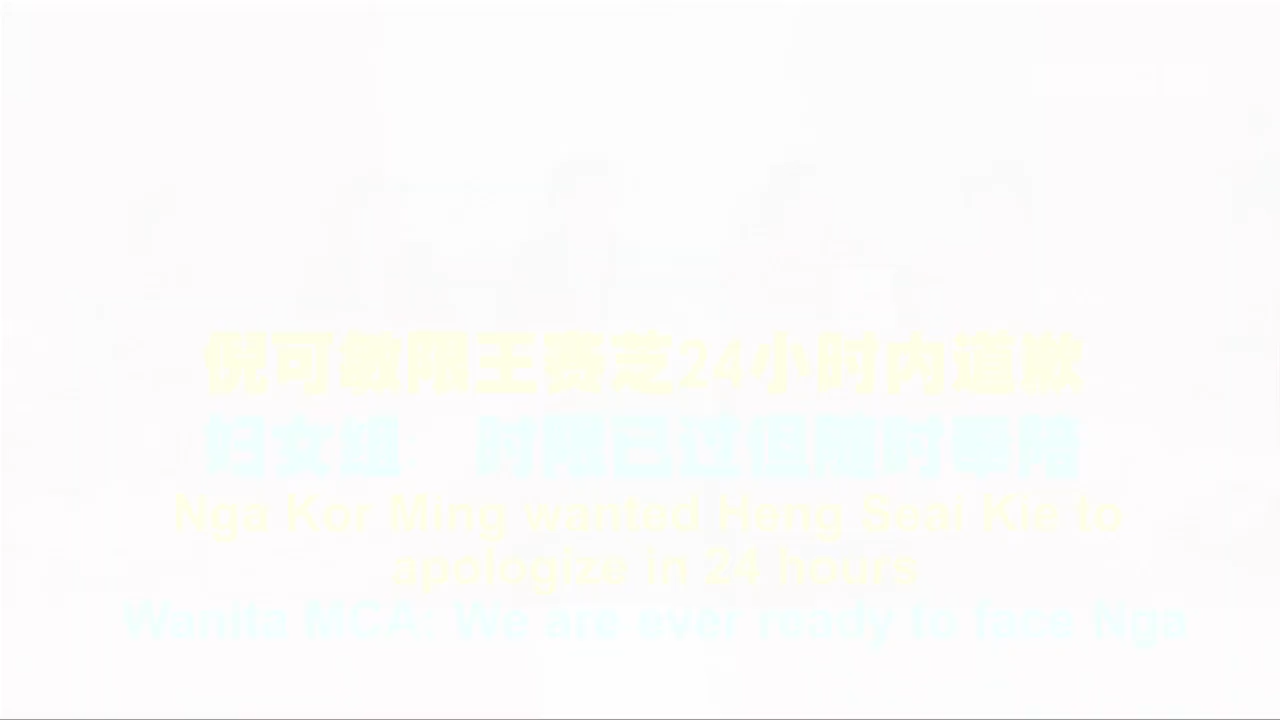 倪可敏限王赛芝24小时内道歉
妇女组: 时限已过但随时奉陪
Nga Kor Ming wanted Heng Seai Kie to
apologize in 24 hours
Wanita MCA: We are ever ready to face Nga